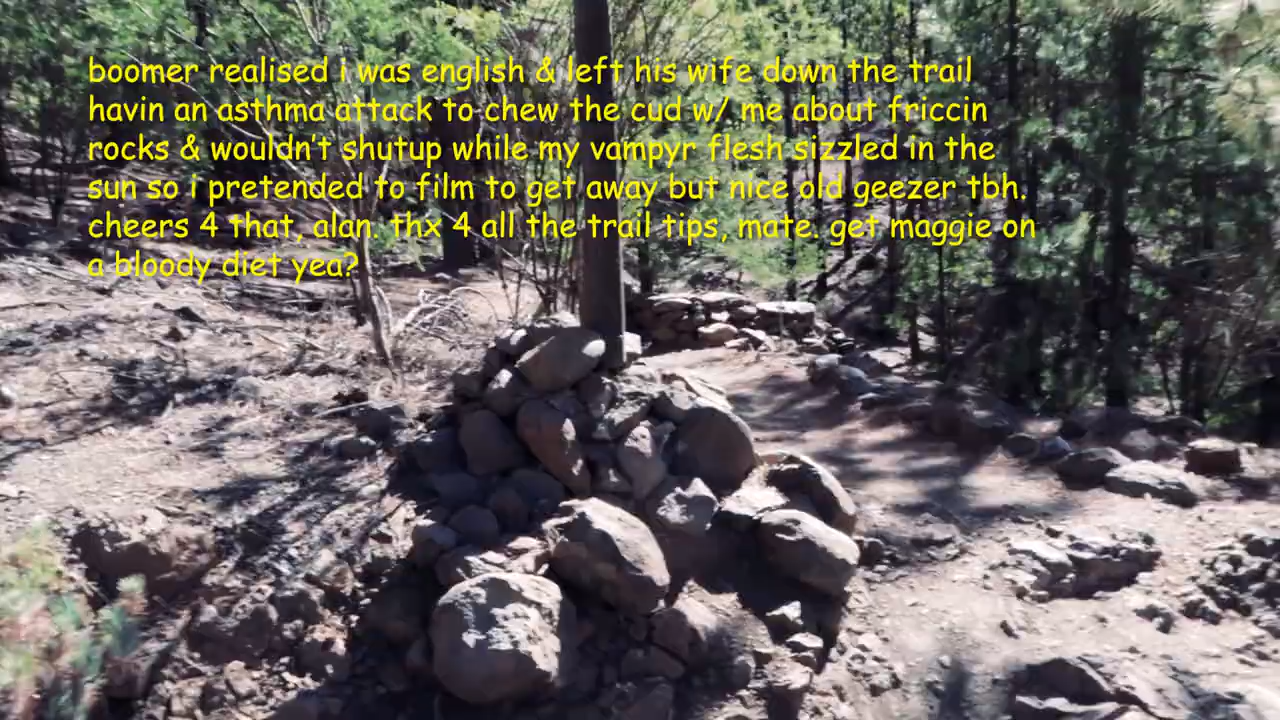 boomer realised i was english & left his wife down the trail
havin an asthma attack to chew the cud w/ me about friccin
rocks & wouldn't shutup while my vampyr flesh sizzled in the
sun so i pretended to film to get away but nice old geezer tbh.
cheers 4 that, alan. thx 4 all the trail tips, mate. get maggie on
a bloody diet yea?